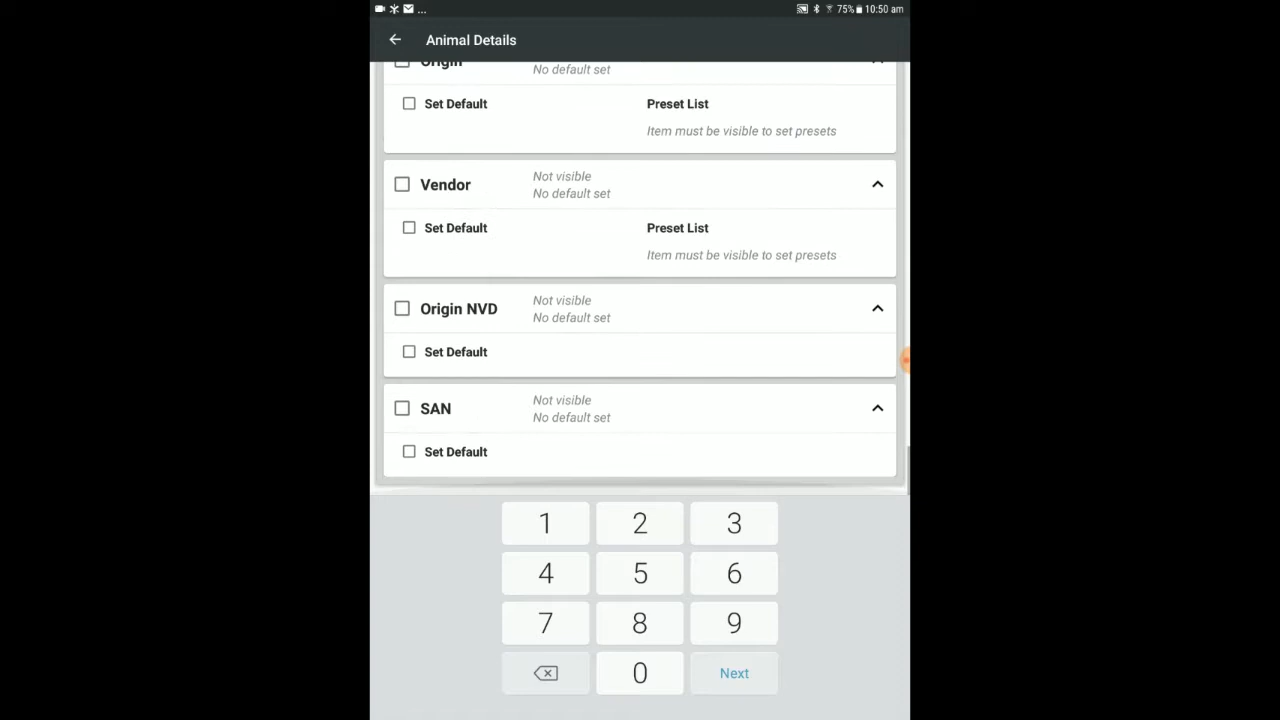 ... 75% 10:50 am
Animal Details
Origin
No default set
Set Default Preset List
Item must be visible to set presets
Vendor Not visible
No default set
Set Default Preset List
Item must be visible to set presets
Origin NVD Not visible
No default set
Set Default
SAN Not visible
No default set
Set Default
1 2 3
4 5 6
7 8 9
0 Next